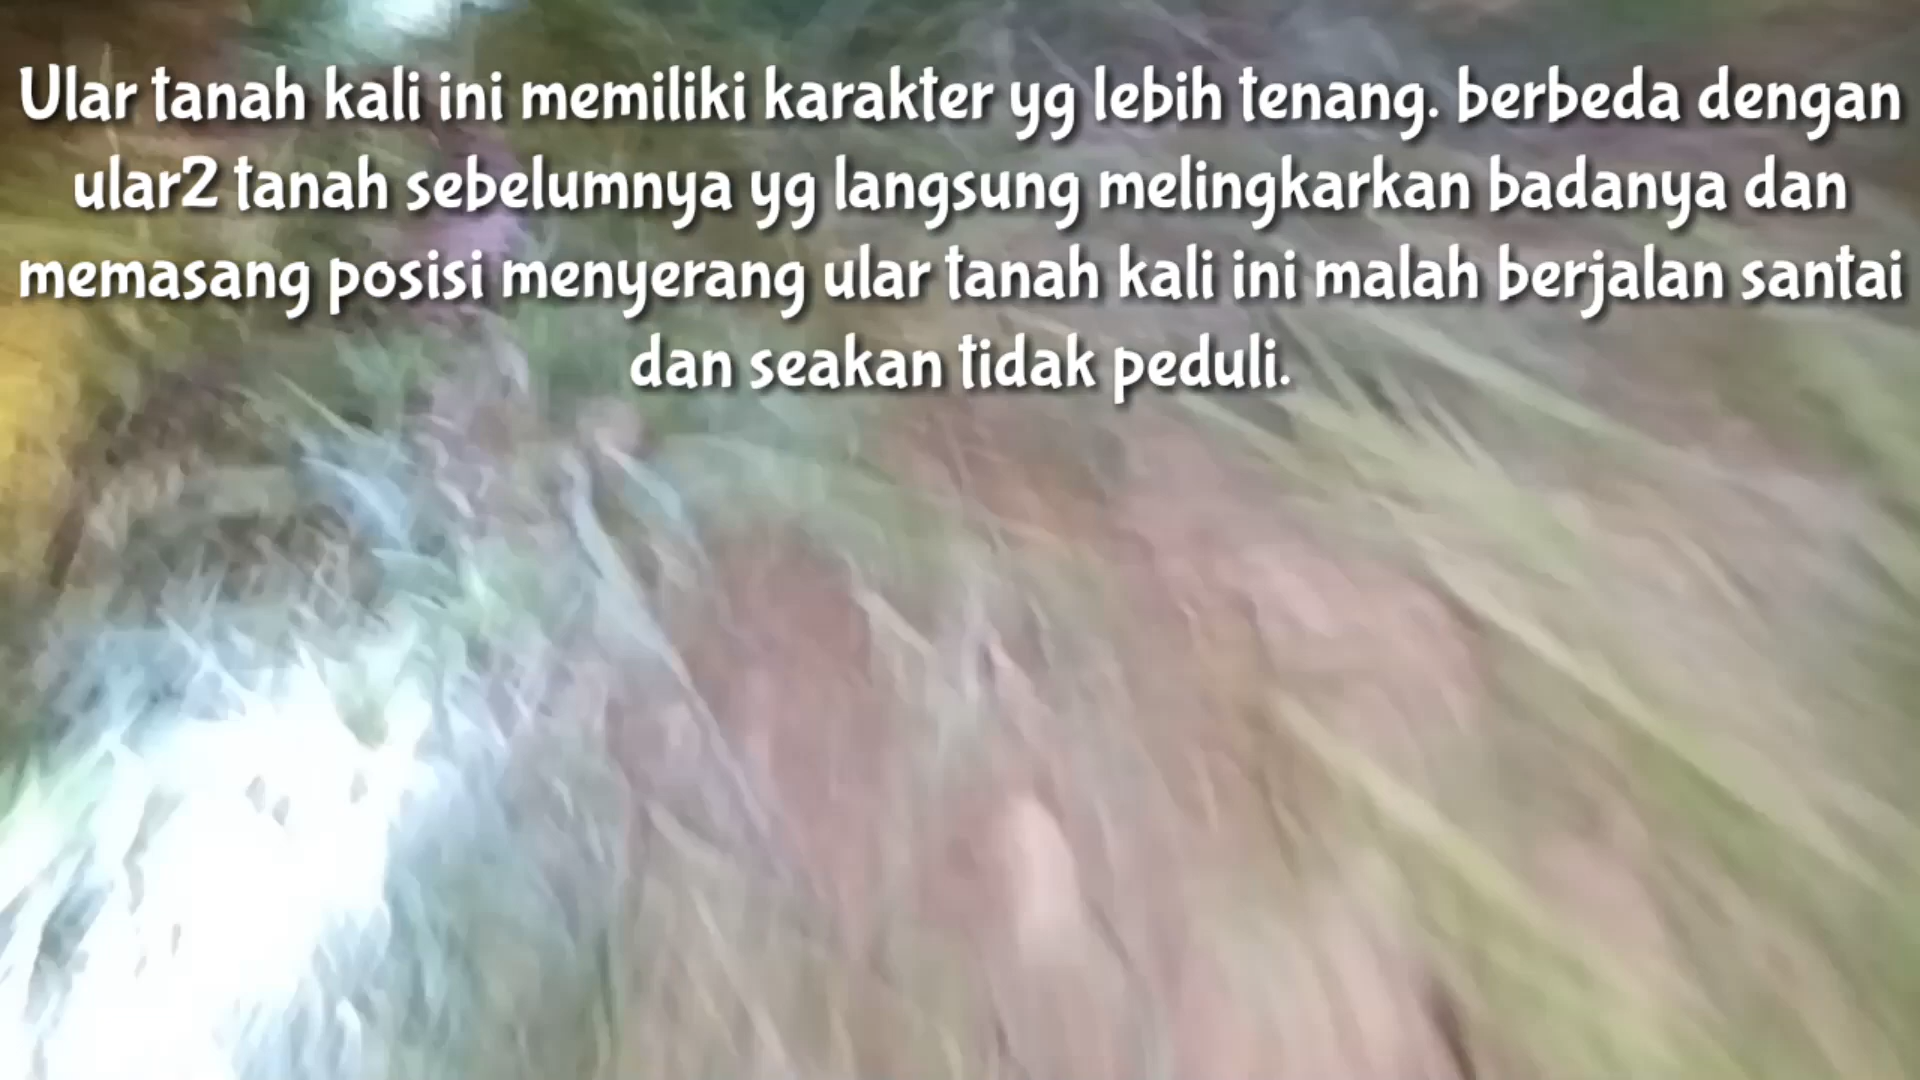 Ular tanah kali ini memiliki karakter yg lebih tenang. berbeda dengan
ular2 tanah sebelumnya yg langsung melingkarkan badanya dan
memasang posisi menyerang ular tanah kali ini malah berjalan santai
dan seakan tidak peduli.